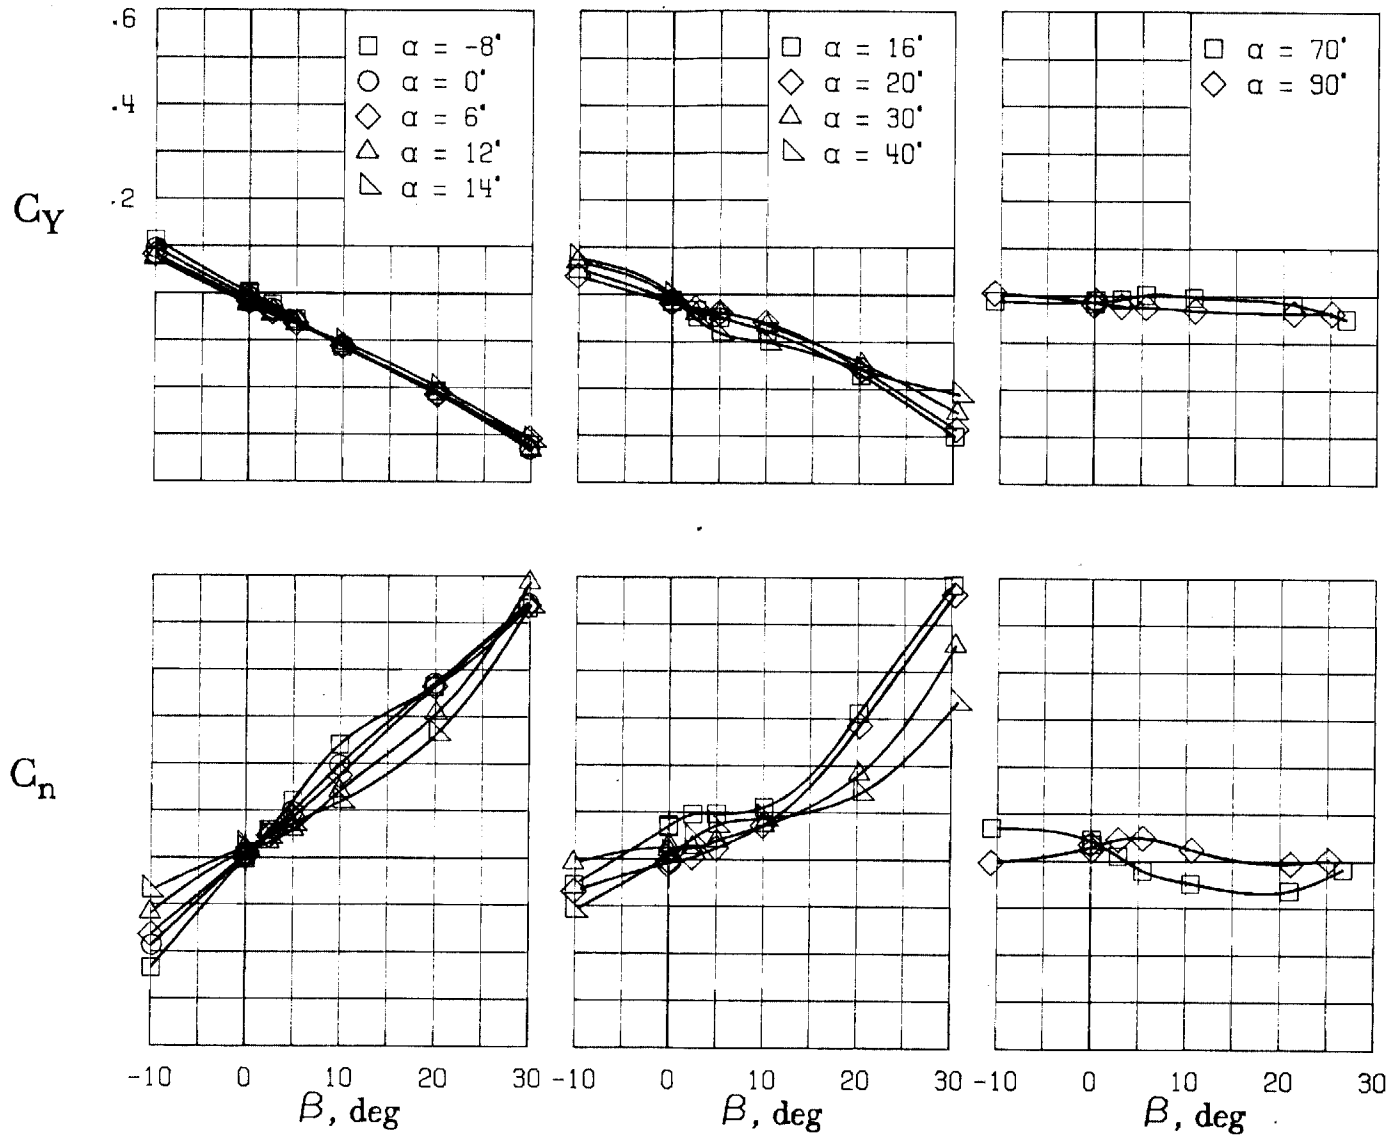 .6
.4
.2
C_Y
α = -8°
α = 0°
α = 6°
α = 12°
α = 14°
α = 16°
α = 20°
α = 30°
α = 40°
α = 70°
α = 90°
C_n
-10 0 10 20 30
β, deg
-10 0 10 20 30
β, deg
-10 0 10 20 30
β, deg